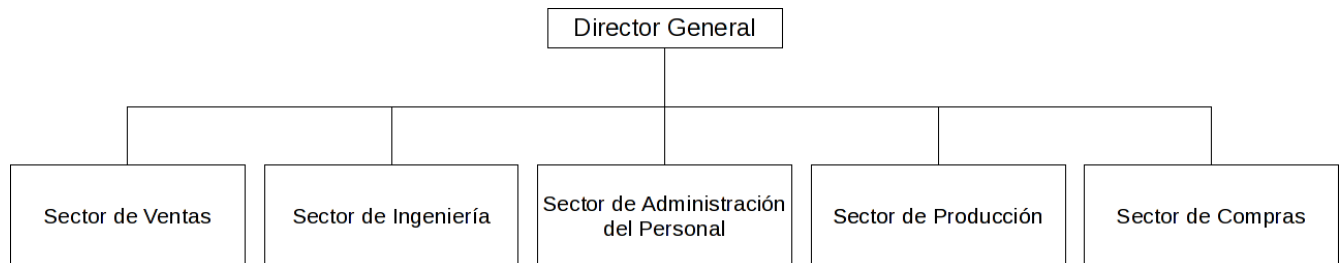 Director General
Sector de Ventas
Sector de Ingeniería
Sector de Administración
del Personal
Sector de Producción
Sector de Compras